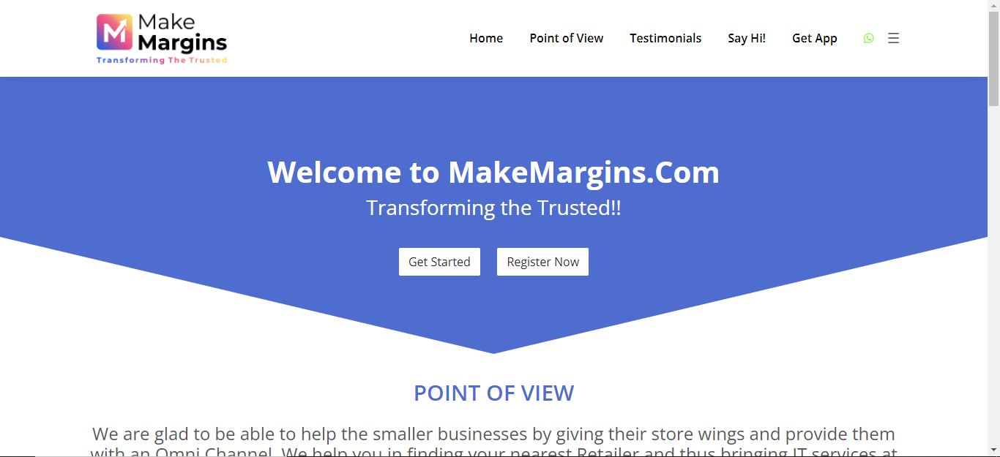 Make
Margins
Transforming The Trusted
Home Point of View Testimonials Say Hi! Get App
Welcome to MakeMargins.Com
Transforming the Trusted!!
Get Started Register Now
POINT OF VIEW
We are glad to be able to help the smaller businesses by giving their store wings and provide them
with an Omni Channel. We help you in finding your nearest Retailer and thus bringing IT services at